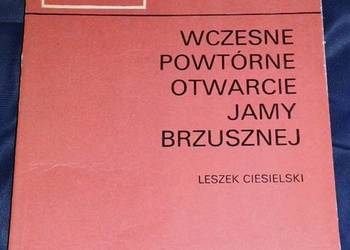 WCZESNE
POWTÓRNE
OTWARCIE
JAMY
BRZUSZNEJ
LESZEK CIESIELSKI